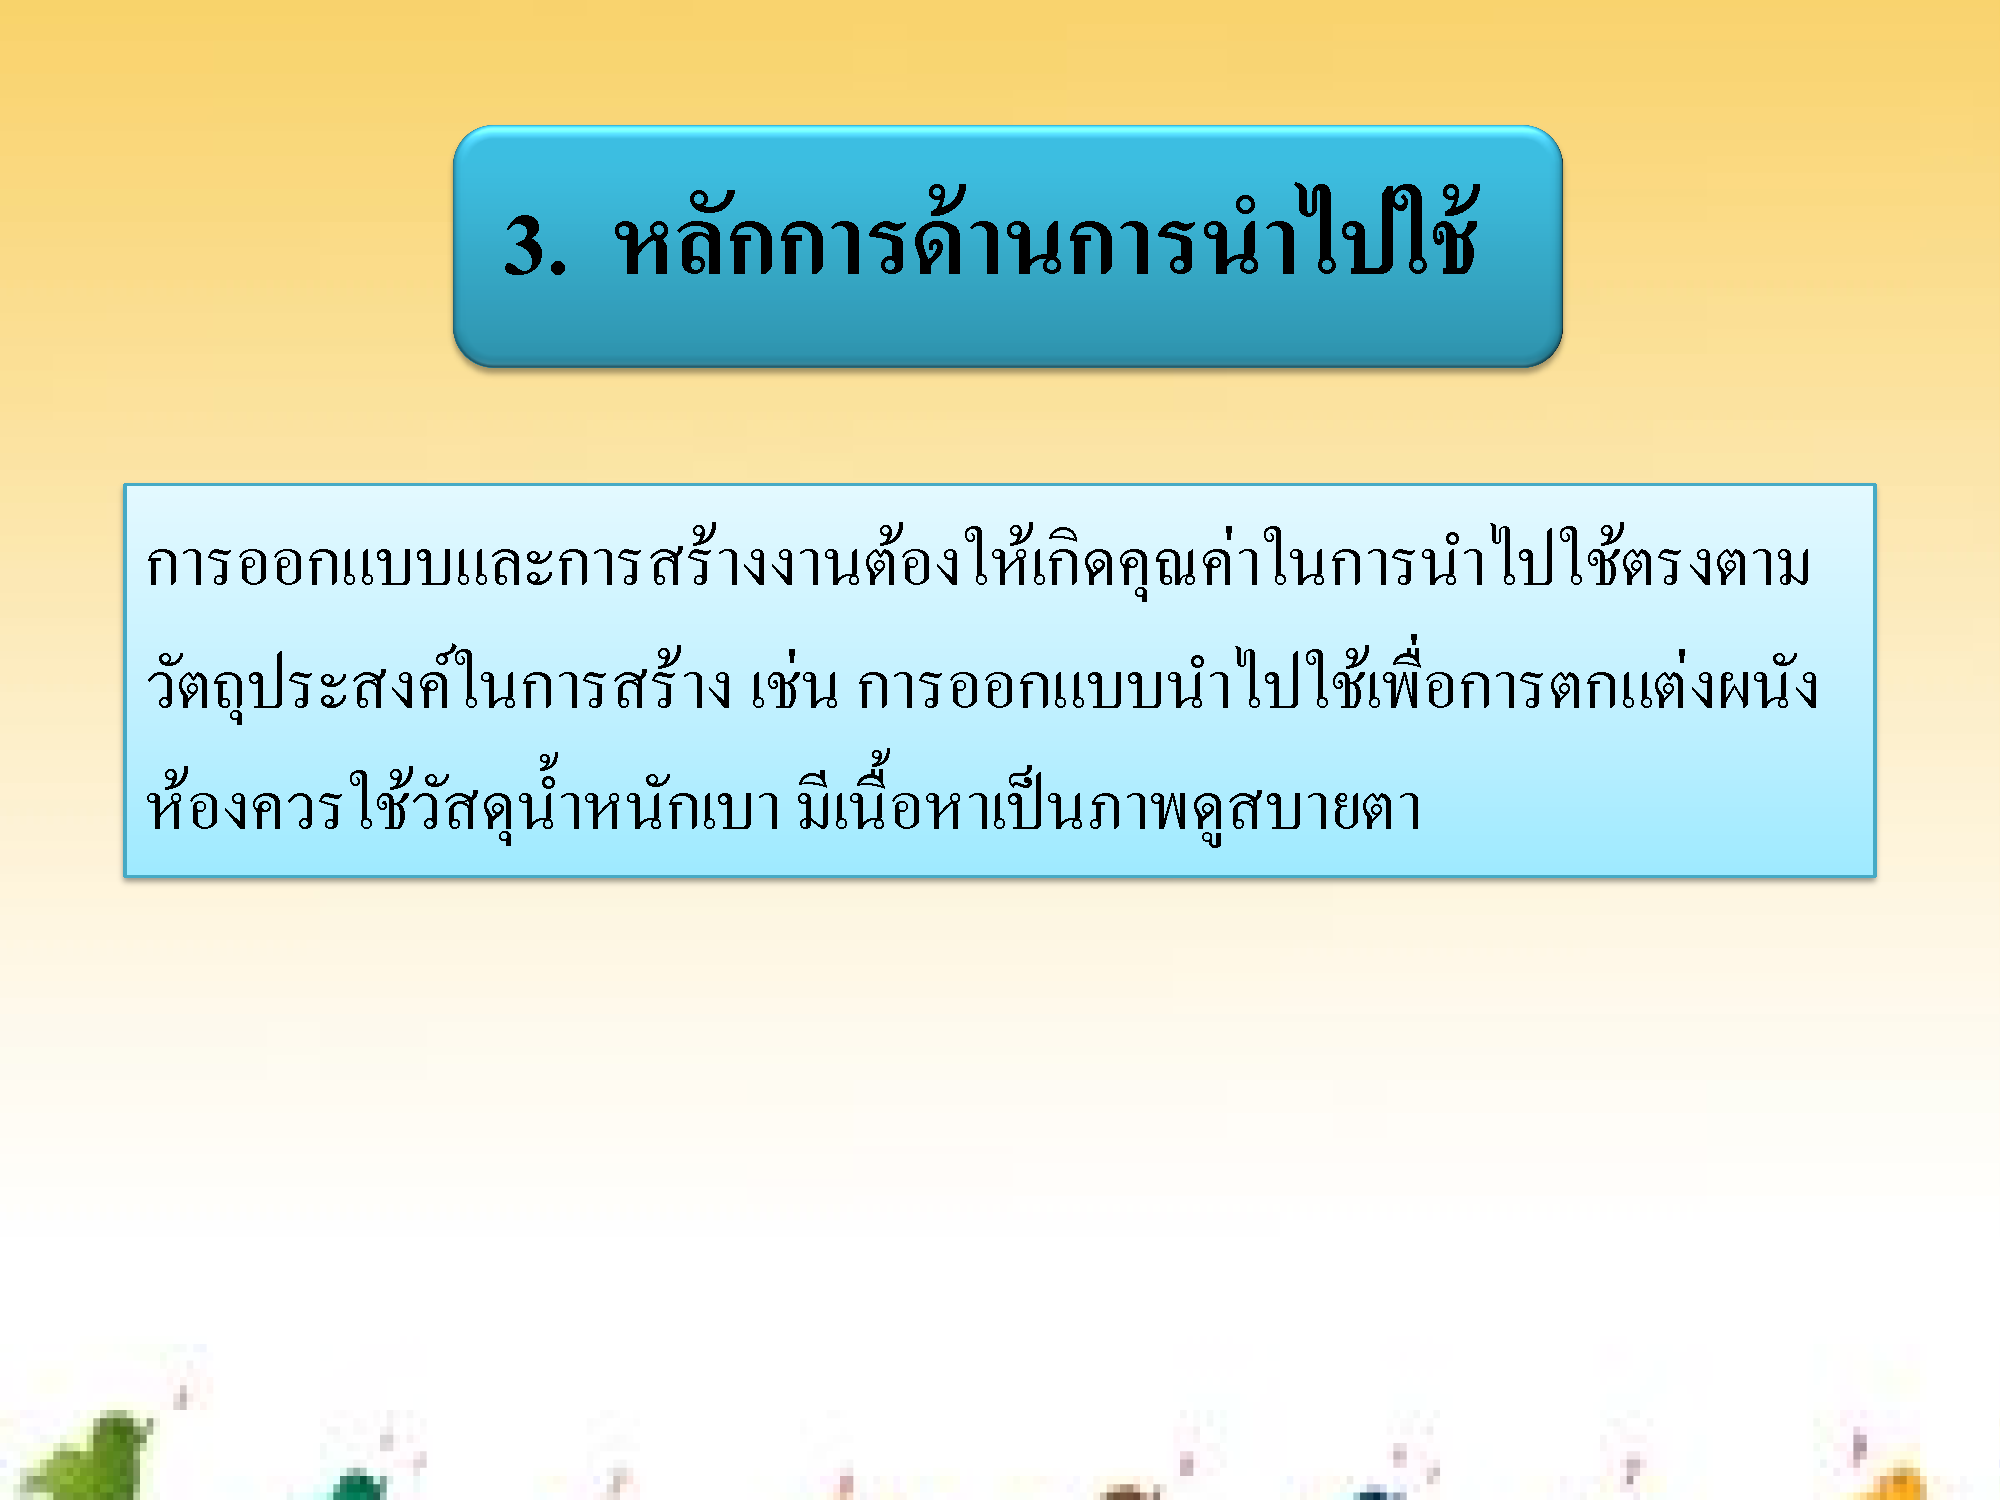 3. หลักการด้านการนำไปใช้
การออกแบบและการสร้างงานต้องให้เกิดคุณค่าในการนำไปใช้ตรงตาม
วัตถุประสงค์ในการสร้าง เช่น การออกแบบนำไปใช้เพื่อการตกแต่งผนัง
ห้องควรใช้วัสดุน้ำหนักเบา มีเนื้อหาเป็นภาพดูสบายตา